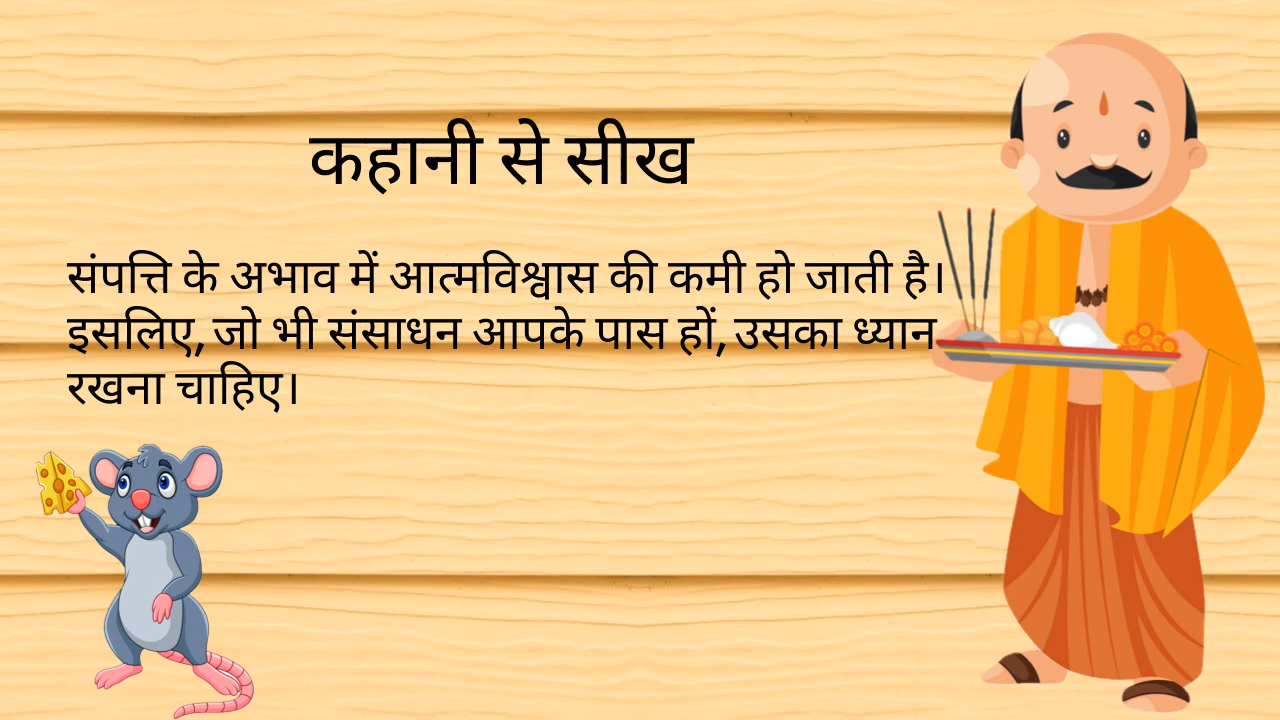 कहानी से सीख
संपत्ति के अभाव में आत्मविश्वास की कमी हो जाती है।
इसलिए, जो भी संसाधन आपके पास हों, उसका ध्यान
रखना चाहिए।